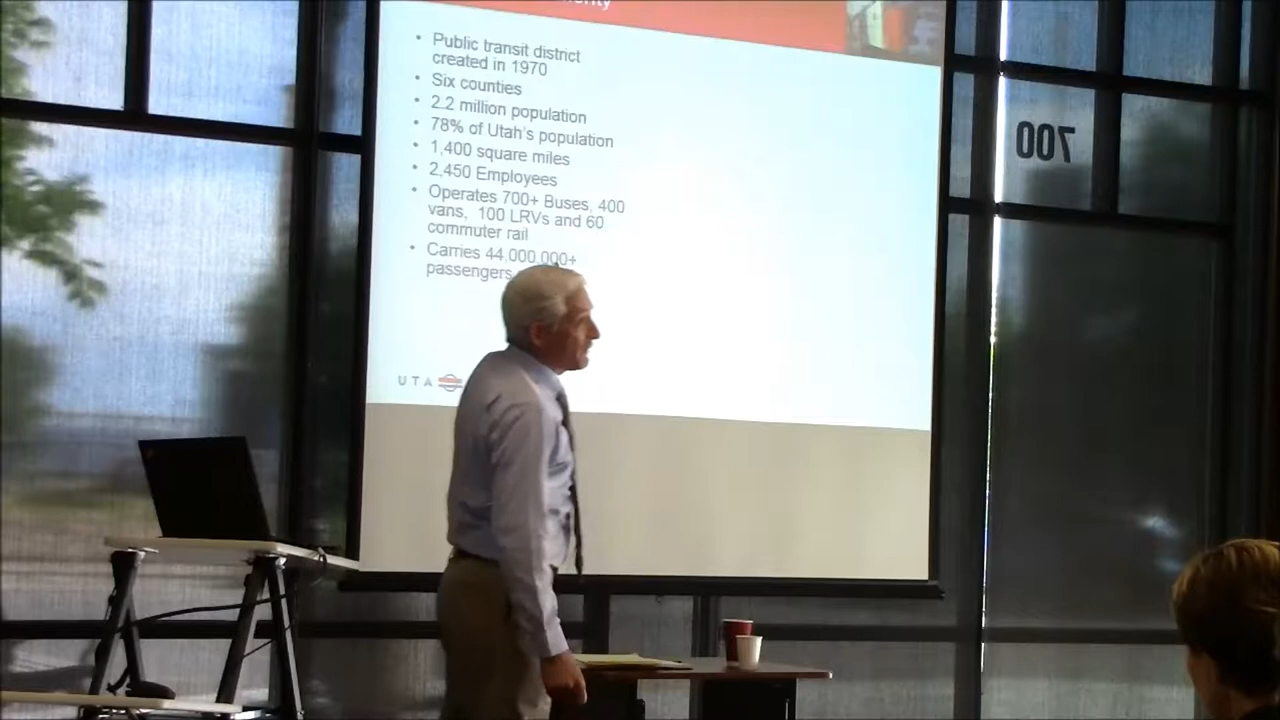 • Public transit district
created in 1970
• Six counties
• 2.2 million population
• 78% of Utah's population
• 1,400 square miles
• 2,450 Employees
• Operates 700+ Buses, 400
vans, 100 LRVs and 60
commuter rail
• Carries 44,000,000+
passengers
UTA
700